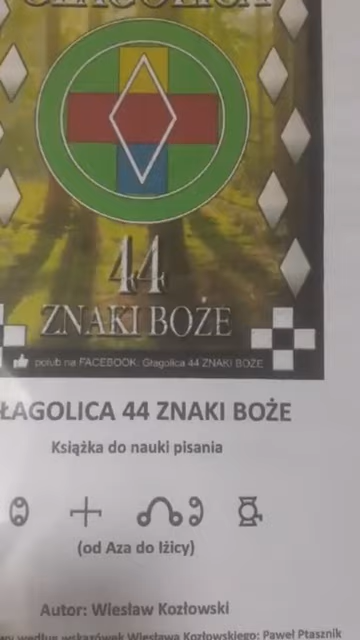 44
ZNAKI BOŻE
polub na FACEBOOK: Głagolica 44 ZNAKI BOŻE
ŁAGOLICA 44 ZNAKI BOŻE
Książka do nauki pisania
(od Aza do Iżicy)
Autor: Wiesław Kozłowski
według wskazówek Wiesława Kozłowskiego: Paweł Ptasznik